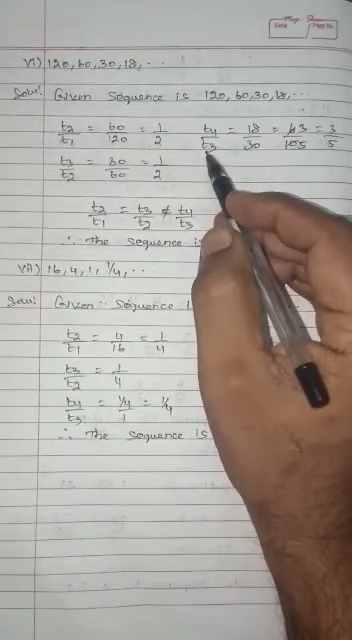 Date
Page No.
vi) 120, 60, 30, 18, ...
Solu: Given Sequence is 120, 60, 30, 18, ...
t2/t1 = 60/120 = 1/2 t4/t3 = 18/30 = 63/105 = 3/5
t3/t2 = 30/60 = 1/2
t2/t1 = t3/t2 ≠ t4/t3
∴ The Sequence is
vii) 16, 4, 1, 1/4, ...
Solu: Given Sequence i
t2/t1 = 4/16 = 1/4
t3/t2 = 1/4
t4/t3 = 1/4/1 = 1/4
∴ The Sequence is